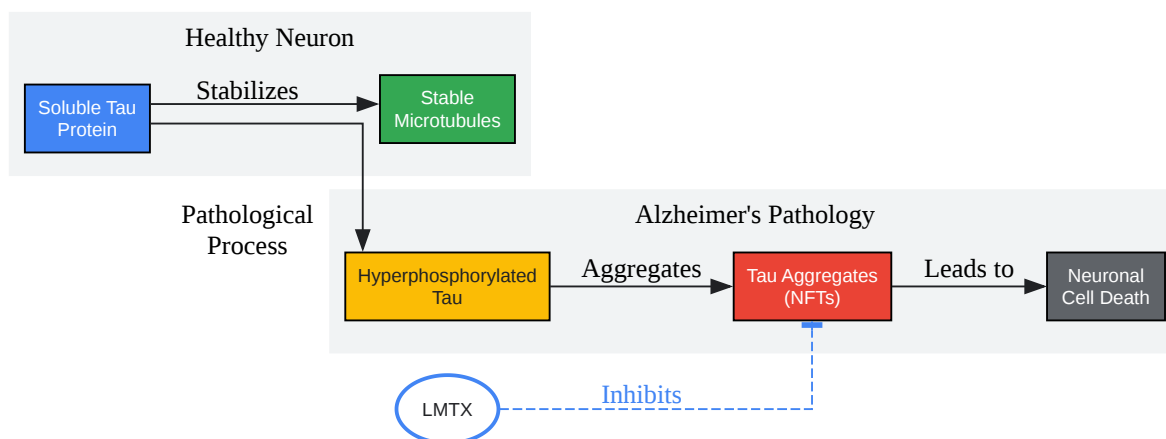 Healthy Neuron
Soluble Tau
Protein
Stabilizes
Stable
Microtubules
Pathological
Process
Alzheimer's Pathology
Hyperphosphorylated
Tau
Aggregates
Tau Aggregates
(NFTs)
Leads to
Neuronal
Cell Death
LMTX
Inhibits